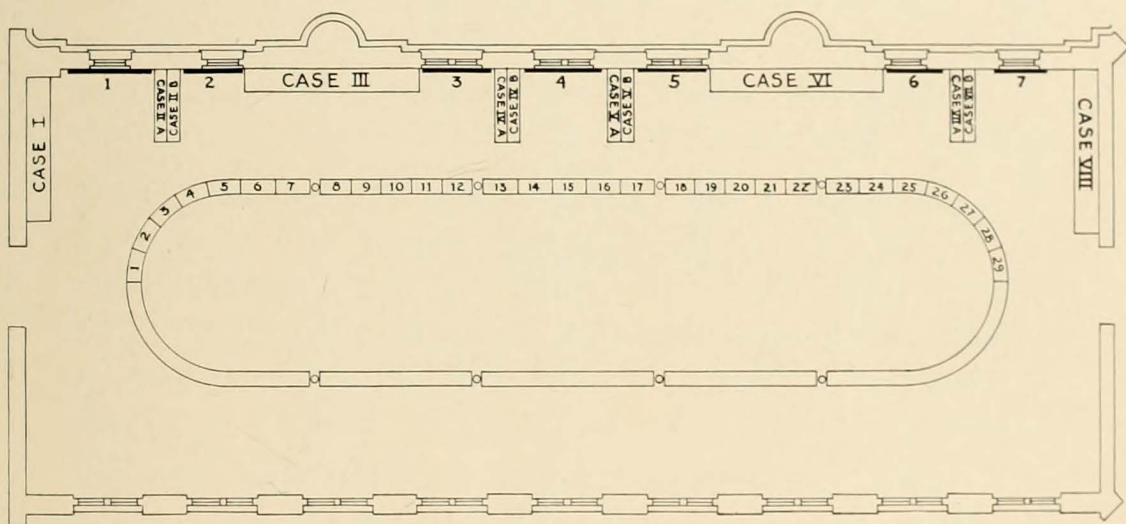 1
2
3
4
5
6
7
CASE I
CASE II A
CASE II B
CASE III
CASE IV A
CASE IV B
CASE V A
CASE V B
CASE VI
CASE VII A
CASE VII B
CASE VIII
1 2 3 4 5 6 7 8 9 10 11 12 13 14 15 16 17 18 19 20 21 22 23 24 25 26 27 28 29